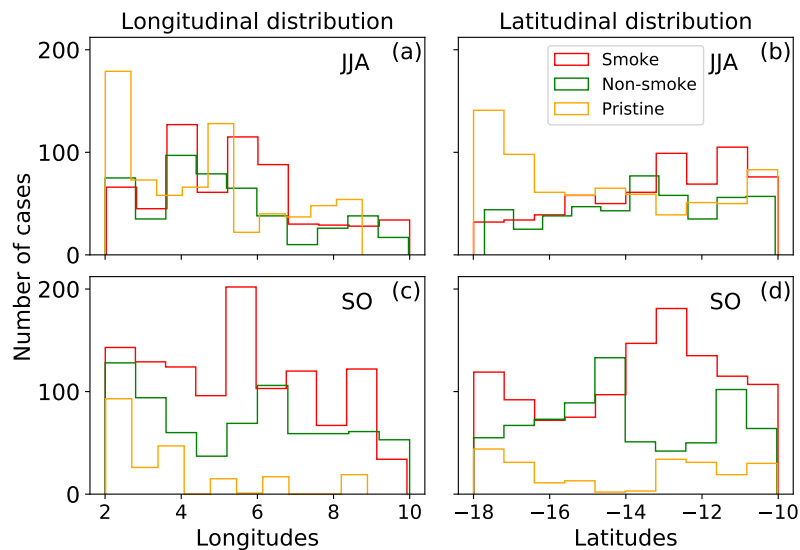 Longitudinal distribution
Latitudinal distribution
200
100
0
JJA
(a)
Smoke
Non-smoke
Pristine
JJA
(b)
Number of cases
200
100
0
SO
(c)
SO
(d)
2 4 6 8 10
−18 −16 −14 −12 −10
Longitudes
Latitudes